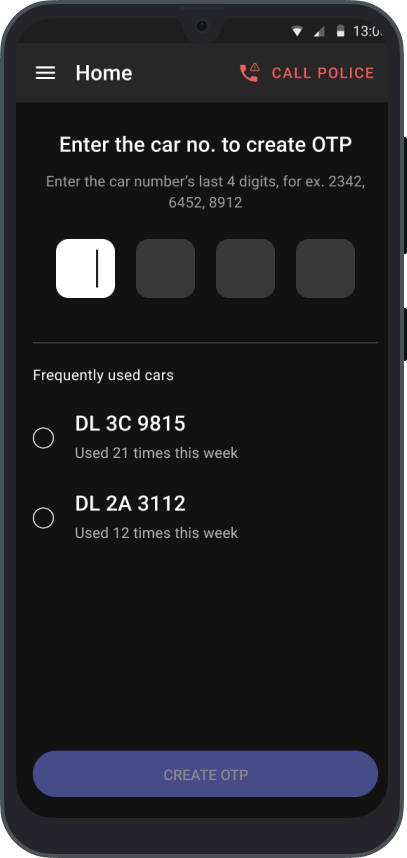 13:0
Home
CALL POLICE
Enter the car no. to create OTP
Enter the car number's last 4 digits, for ex. 2342,
6452, 8912
Frequently used cars
DL 3C 9815
Used 21 times this week
DL 2A 3112
Used 12 times this week
CREATE OTP